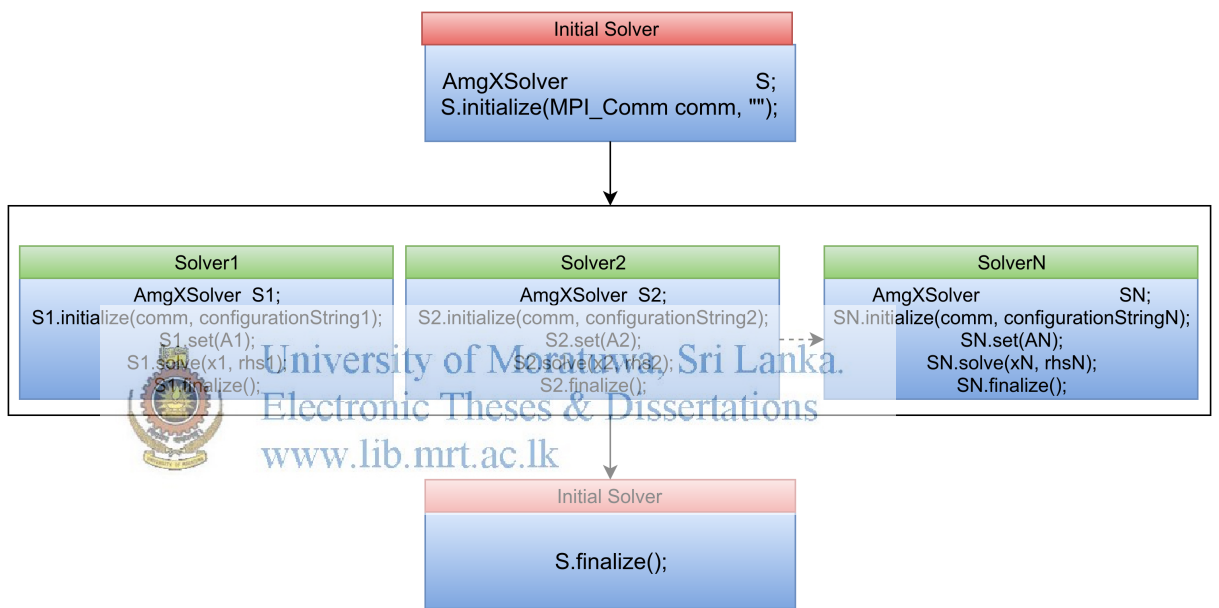 Initial Solver
AmgXSolver S;
S.initialize(MPI_Comm comm, "");
Solver1
AmgXSolver S1;
S1.initialize(comm, configurationString1);
S1.set(A1);
S1.solve(x1, rhs1);
S1.finalize();
Solver2
AmgXSolver S2;
S2.initialize(comm, configurationString2);
S2.set(A2);
S2.solve(x2, rhs2);
S2.finalize();
SolverN
AmgXSolver SN;
SN.initialize(comm, configurationStringN);
SN.set(AN);
SN.solve(xN, rhsN);
SN.finalize();
University of Moratuwa, Sri Lanka.
Electronic Theses & Dissertations
www.lib.mrt.ac.lk
Initial Solver
S.finalize();